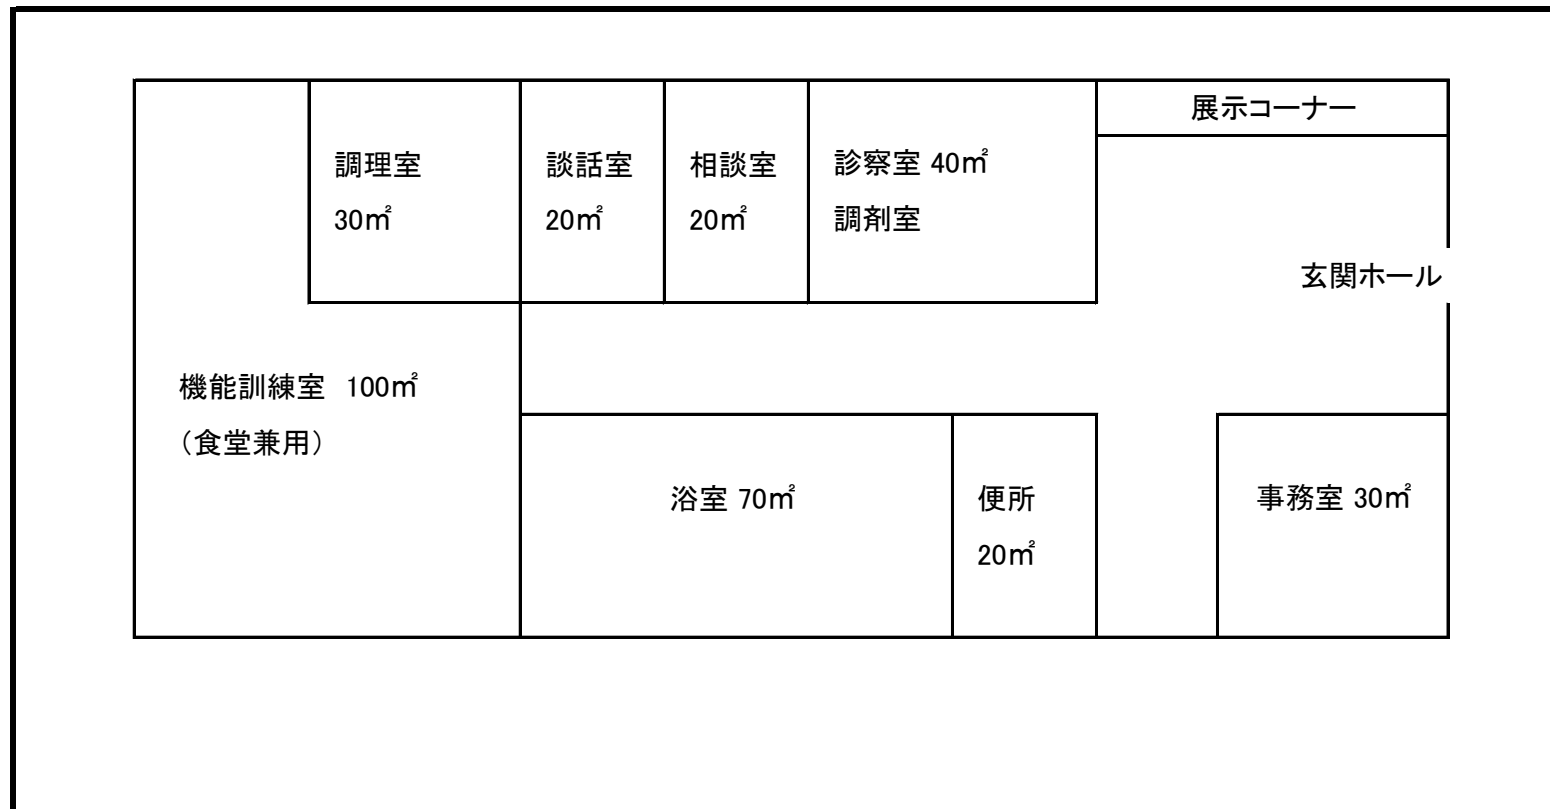 展示コーナー
調理室
30㎡
談話室
20㎡
相談室
20㎡
診察室 40㎡
調剤室
玄関ホール
機能訓練室　100㎡
（食堂兼用）
浴室 70㎡
便所
20㎡
事務室 30㎡